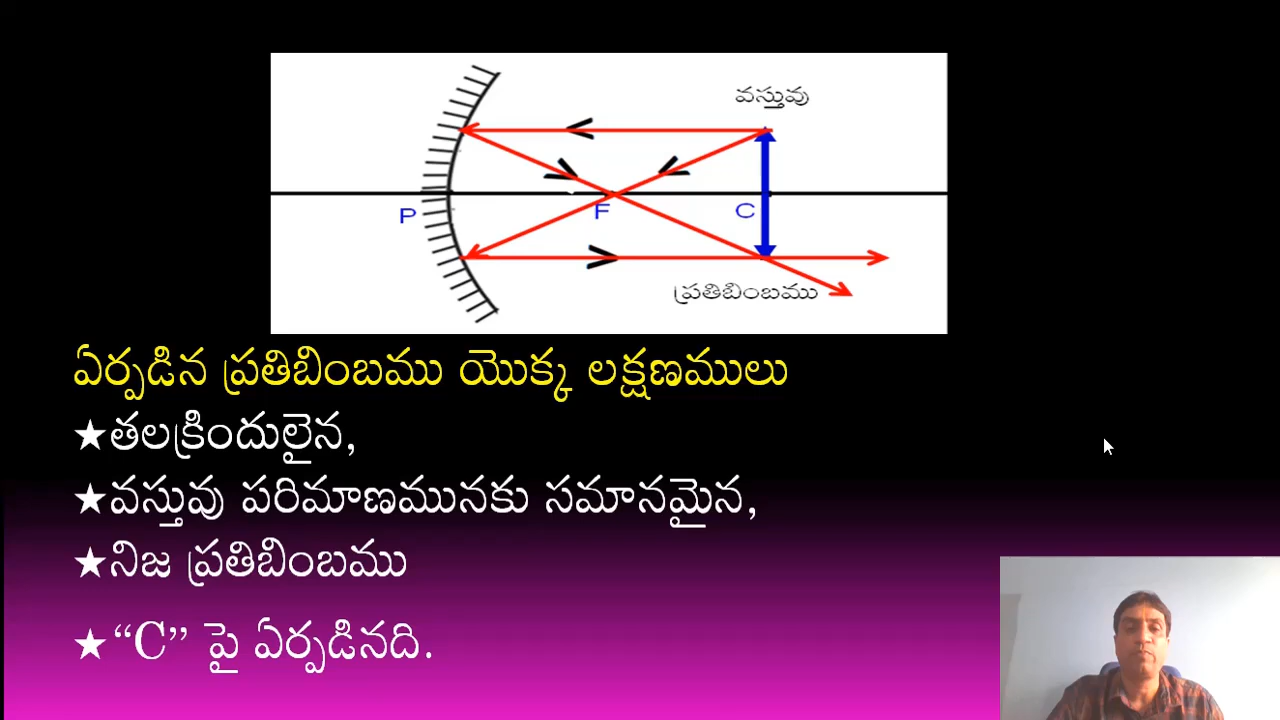 వస్తువు
P
F
C
ప్రతిబింబము
ఏర్పడిన ప్రతిబింబము యొక్క లక్షణములు
★తలక్రిందులైన,
★వస్తువు పరిమాణమునకు సమానమైన,
★నిజ ప్రతిబింబము
★“C” పై ఏర్పడినది.